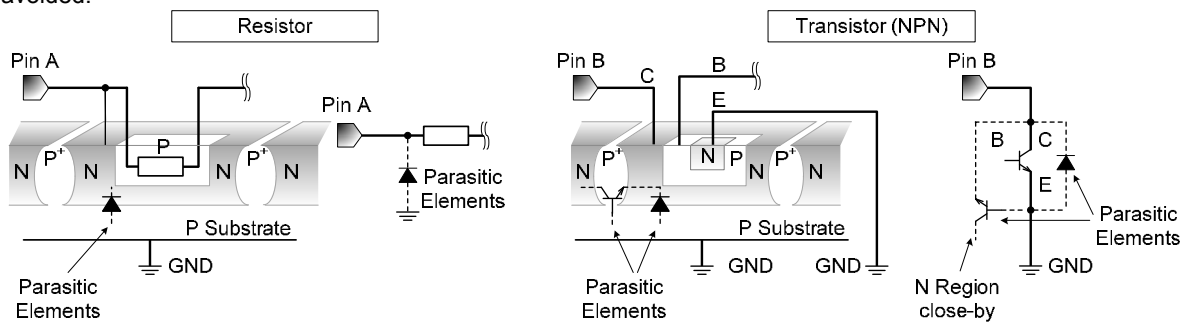 avoided.
Resistor
Transistor (NPN)
Pin A
Pin A
N
P+
N
P
N
P+
N
Parasitic
Elements
P Substrate
GND
Parasitic
Elements
Pin B
C
B
E
N
P+
N
N
P
N
P+
N
P Substrate
GND
GND
Parasitic
Elements
Pin B
B
C
E
Parasitic
Elements
GND
N Region
close-by